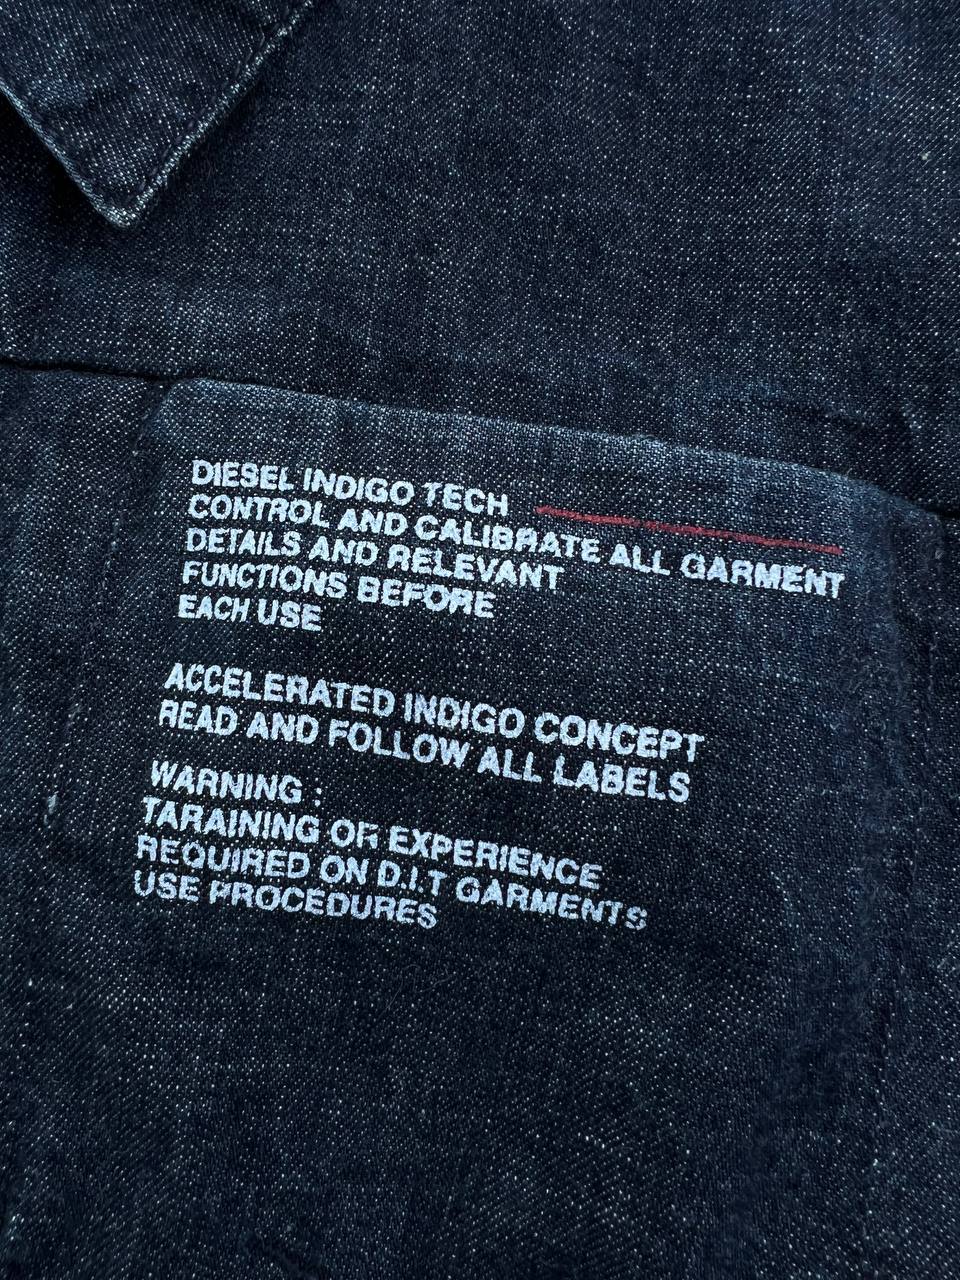 DIESEL INDIGO TECH
CONTROL AND CALIBRATE ALL GARMENT
DETAILS AND RELEVANT
FUNCTIONS BEFORE
EACH USE
ACCELERATED INDIGO CONCEPT
READ AND FOLLOW ALL LABELS
WARNING :
TARAINING OR EXPERIENCE
REQUIRED ON D.I.T GARMENTS
USE PROCEDURES